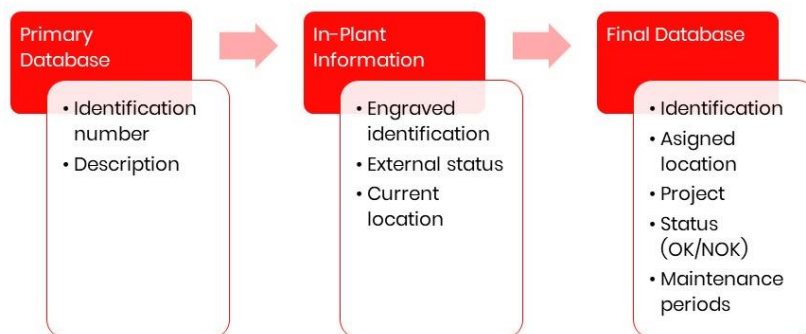 Primary
Database
• Identification
number
• Description
In-Plant
Information
• Engraved
identification
• External status
• Current
location
Final Database
• Identification
• Asigned
location
• Project
• Status
(OK/NOK)
• Maintenance
periods